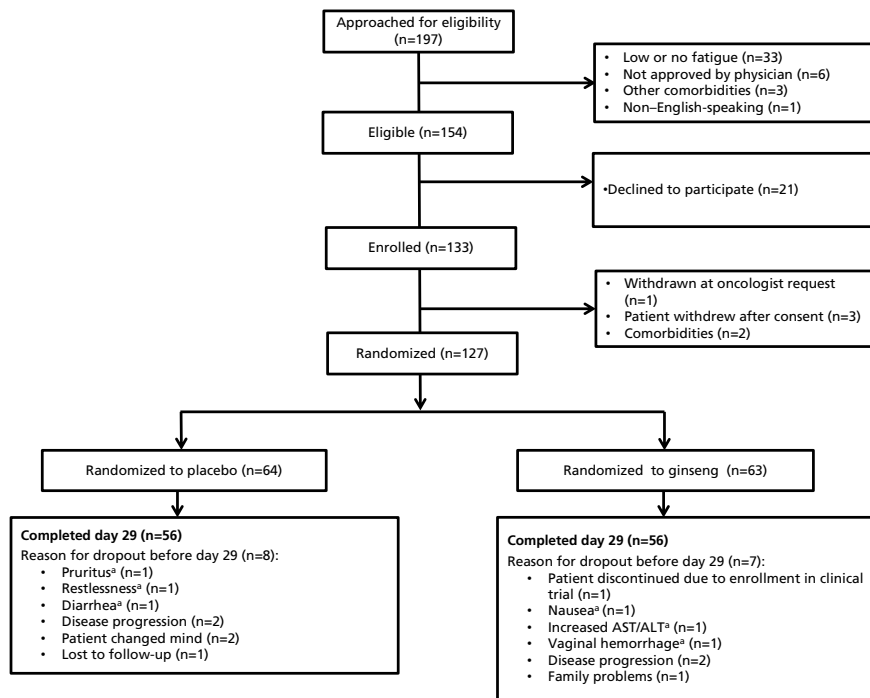 Approached for eligibility
(n=197)
• Low or no fatigue (n=33)
• Not approved by physician (n=6)
• Other comorbidities (n=3)
• Non–English-speaking (n=1)
Eligible (n=154)
•Declined to participate (n=21)
Enrolled (n=133)
• Withdrawn at oncologist request
(n=1)
• Patient withdrew after consent (n=3)
• Comorbidities (n=2)
Randomized (n=127)
Randomized to placebo (n=64)
Randomized to ginseng (n=63)
Completed day 29 (n=56)
Reason for dropout before day 29 (n=8):
• Pruritusᵃ (n=1)
• Restlessnessᵃ (n=1)
• Diarrheaᵃ (n=1)
• Disease progression (n=2)
• Patient changed mind (n=2)
• Lost to follow-up (n=1)
Completed day 29 (n=56)
Reason for dropout before day 29 (n=7):
• Patient discontinued due to enrollment in clinical
trial (n=1)
• Nauseaᵃ (n=1)
• Increased AST/ALTᵃ (n=1)
• Vaginal hemorrhageᵃ (n=1)
• Disease progression (n=2)
• Family problems (n=1)